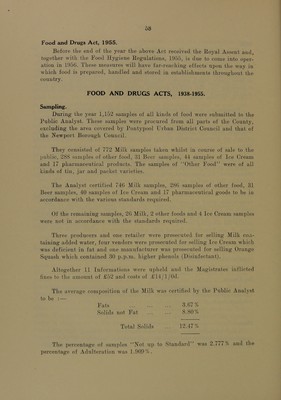 50
Food and Drugs Act, 1955.
Before the end of the year the above Act received the Royal Assent and,
together with the Food Hygiene Regulations, 1955, is due to come into oper-
ation in 1956. These measures will have far-reaching effects upon the way in
which food is prepared, handled and stored in establishments throughout the
country.
FOOD AND DRUGS ACTS, 1938-1955.
Sampling.
During the year 1,152 samples of all kinds of food were submitted to the
Public Analyst. These samples were procured from all parts of the County,
excluding the area covered by Pontypool Urban District Council and that of
the Newport Borough Council.
They consisted of 772 Milk samples taken whilst in course of sale to the
public, 288 samples of other food, 31 Beer samples, 44 samples of Ice Cream
and 17 pharmaceutical products. The samples of "Other Food" were of all
kinds of tin, jar and packet varieties.
The Analyst certified 746 Milk samples, 286 samples of other food, 31
Beer samples, 40 samples of Ice Cream and 17 pharmaceutical goods to be in
accordance with the various standards required.
Of the remaining samples, 26 Milk, 2 other foods and 4 Ice Cream samples
were not in accordance with the standards required.
Three producers and one retailer were prosecuted for selling Milk con-
taining added water, four vendors were prosecuted for selling Ice Cream which
was deficient in fat and one manufacturer was prosecuted for selling Orange
Squash which contained 30 p.p.m. higher phenols (Disinfectant).
Altogether 11 Informations were upheld and the Magistrates inflicted
fines to the amount of £52 and costs of £14/1/0d.
The average composition of the Milk was certified by the Public Analyst
to be :—
Fats ... ... ... 3.67%
Solids not Fat ... ... 8.80%
Total Solids 12.47%
The percentage of samples "Not up to Standard" was 2.777% and the
percentage of Adulteration was 1.909%.